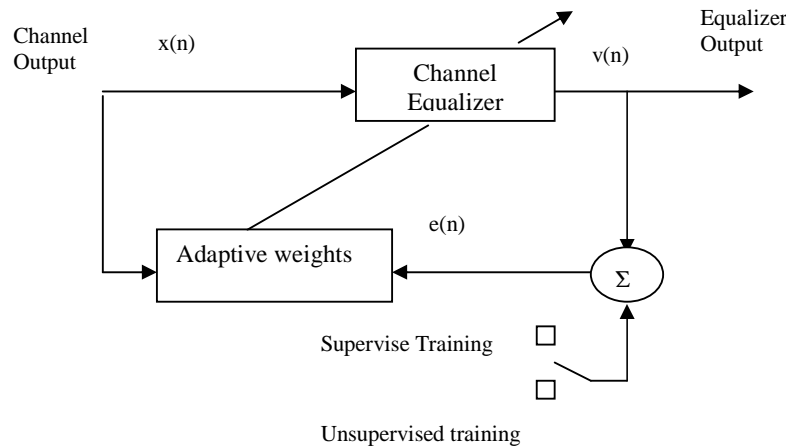 Channel
Output
x(n)
Channel
Equalizer
v(n)
Equalizer
Output
Adaptive weights
e(n)
Σ
Supervise Training
Unsupervised training